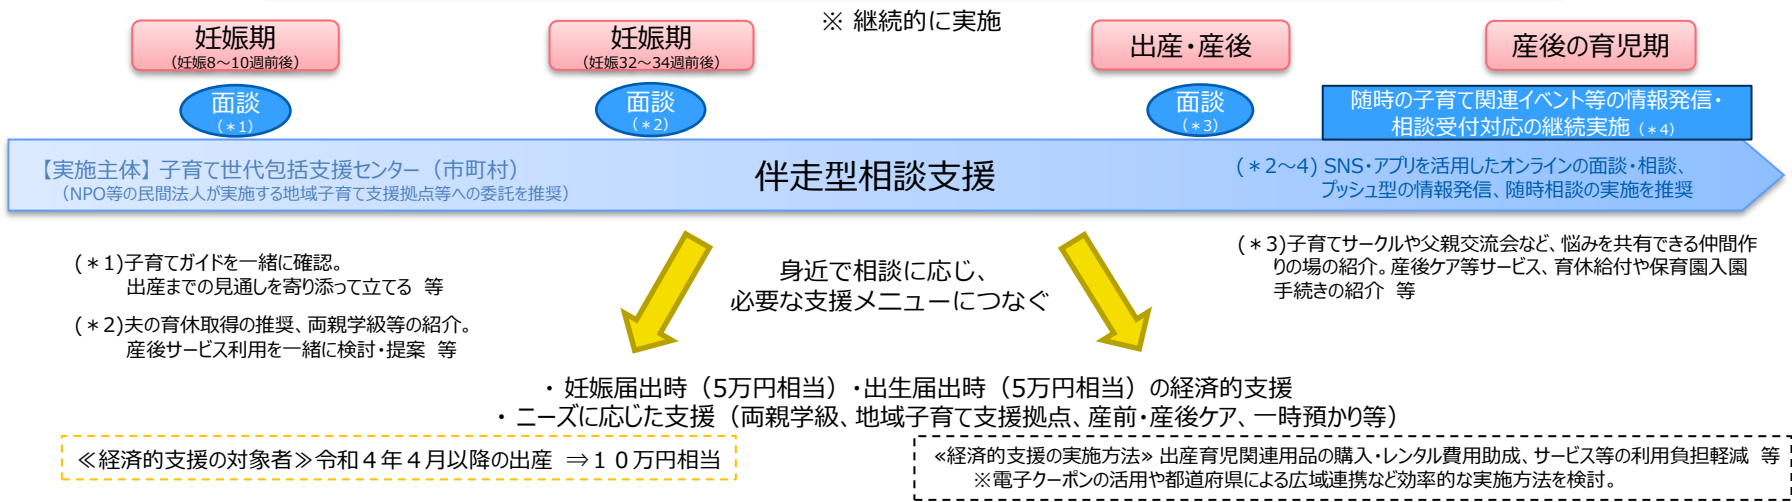 ※ 継続的に実施
妊娠期
（妊娠8～10週前後）
妊娠期
（妊娠32～34週前後）
出産・産後
産後の育児期
面談
（＊1）
面談
（＊2）
面談
（＊3）
随時の子育て関連イベント等の情報発信・
相談受付対応の継続実施（＊4）
【実施主体】子育て世代包括支援センター（市町村）
（NPO等の民間法人が実施する地域子育て支援拠点等への委託を推奨）
伴走型相談支援
（＊2～4）SNS・アプリを活用したオンラインの面談・相談、
プッシュ型の情報発信、随時相談の実施を推奨
（＊1)子育てガイドを一緒に確認。
出産までの見通しを寄り添って立てる 等
（＊2)夫の育休取得の推奨、両親学級等の紹介。
産後サービス利用を一緒に検討・提案 等
身近で相談に応じ、
必要な支援メニューにつなぐ
（＊3)子育てサークルや父親交流会など、悩みを共有できる仲間作
りの場の紹介。産後ケア等サービス、育休給付や保育園入園
手続きの紹介 等
・ 妊娠届出時（5万円相当）・出生届出時（5万円相当）の経済的支援
・ ニーズに応じた支援（両親学級、地域子育て支援拠点、産前・産後ケア、一時預かり等）
≪経済的支援の対象者≫令和４年４月以降の出産 ⇒１０万円相当
≪経済的支援の実施方法≫ 出産育児関連用品の購入・レンタル費用助成、サービス等の利用負担軽減 等
※電子クーポンの活用や都道府県による広域連携など効率的な実施方法を検討。